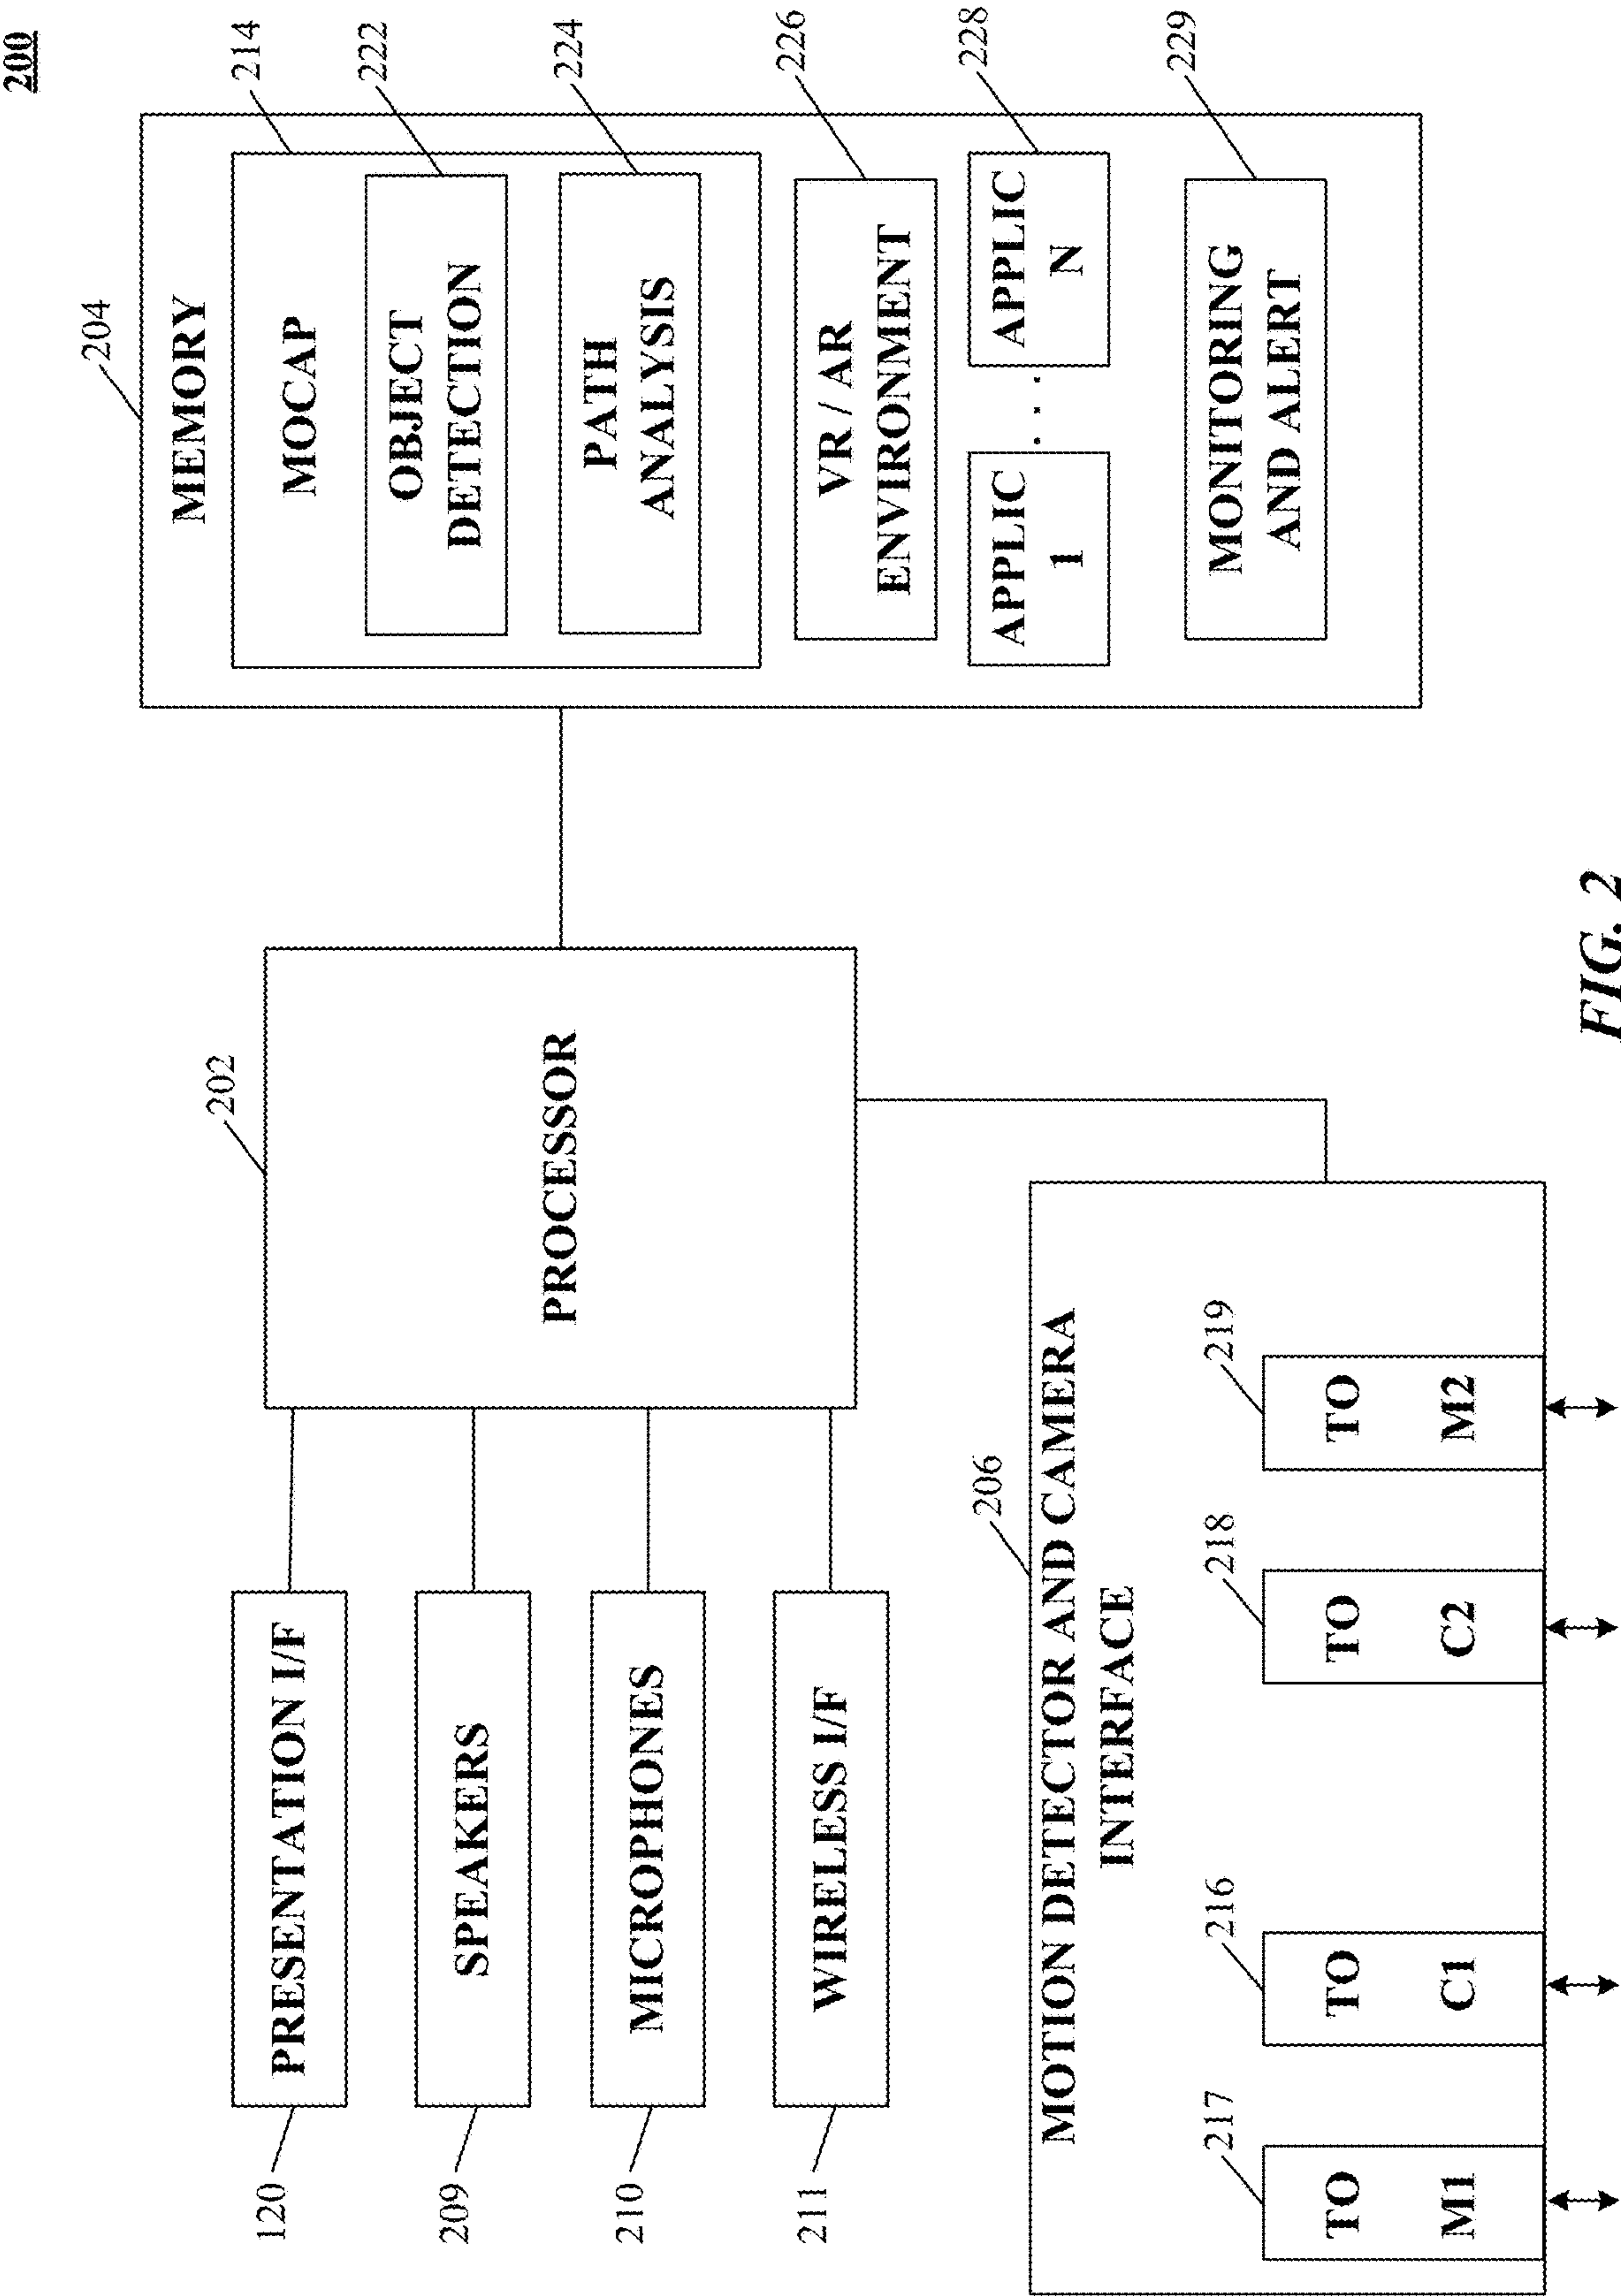 200
204
MEMORY
214
MOCAP
222
OBJECT
DETECTION
224
PATH
ANALYSIS
226
VR / AR
ENVIRONMENT
228
APPLIC
1
. . .
APPLIC
N
229
MONITORING
AND ALERT
202
PROCESSOR
120
PRESENTATION I/F
209
SPEAKERS
210
MICROPHONES
211
WIRELESS I/F
206
MOTION DETECTOR AND CAMERA
INTERFACE
217
TO
M1
216
TO
C1
218
TO
C2
219
TO
M2
FIG. 2